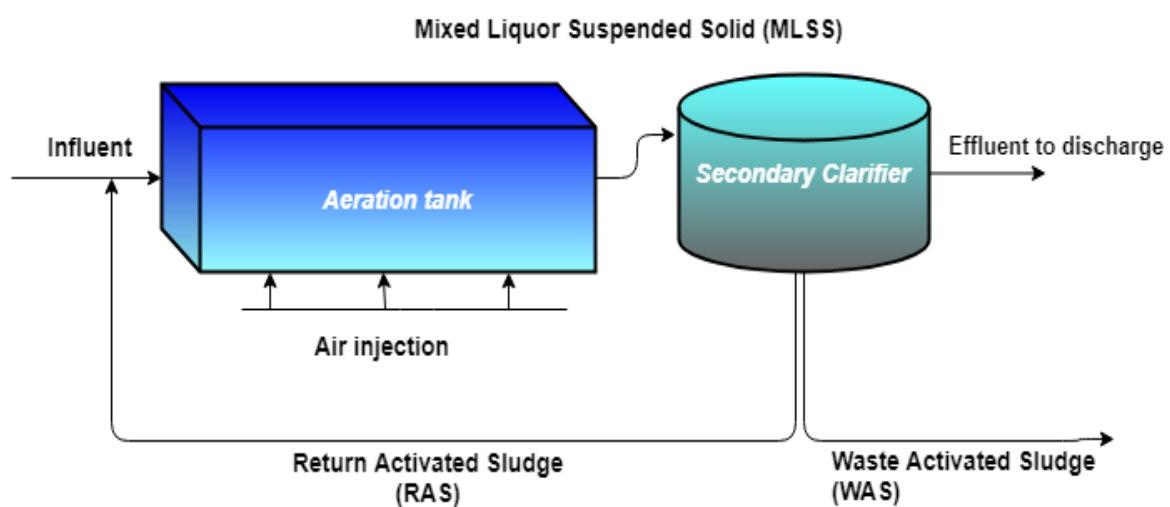 Mixed Liquor Suspended Solid (MLSS)
Influent
Aeration tank
Secondary Clarifier
Effluent to discharge
Air injection
Return Activated Sludge
(RAS)
Waste Activated Sludge
(WAS)